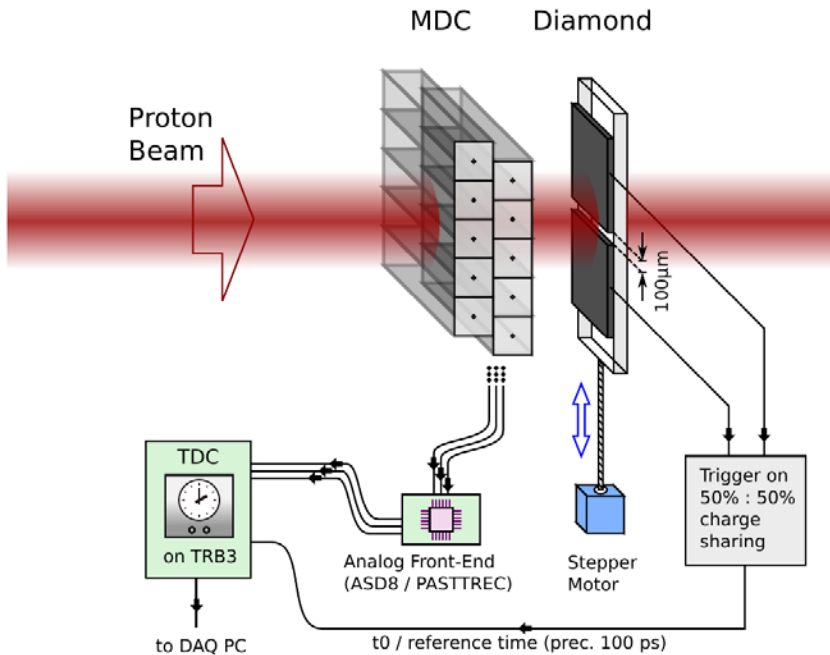 MDC
Diamond
Proton
Beam
100µm
TDC
on TRB3
Analog Front-End
(ASD8 / PASTTREC)
Stepper
Motor
Trigger on
50% : 50%
charge
sharing
to DAQ PC
t0 / reference time (prec. 100 ps)